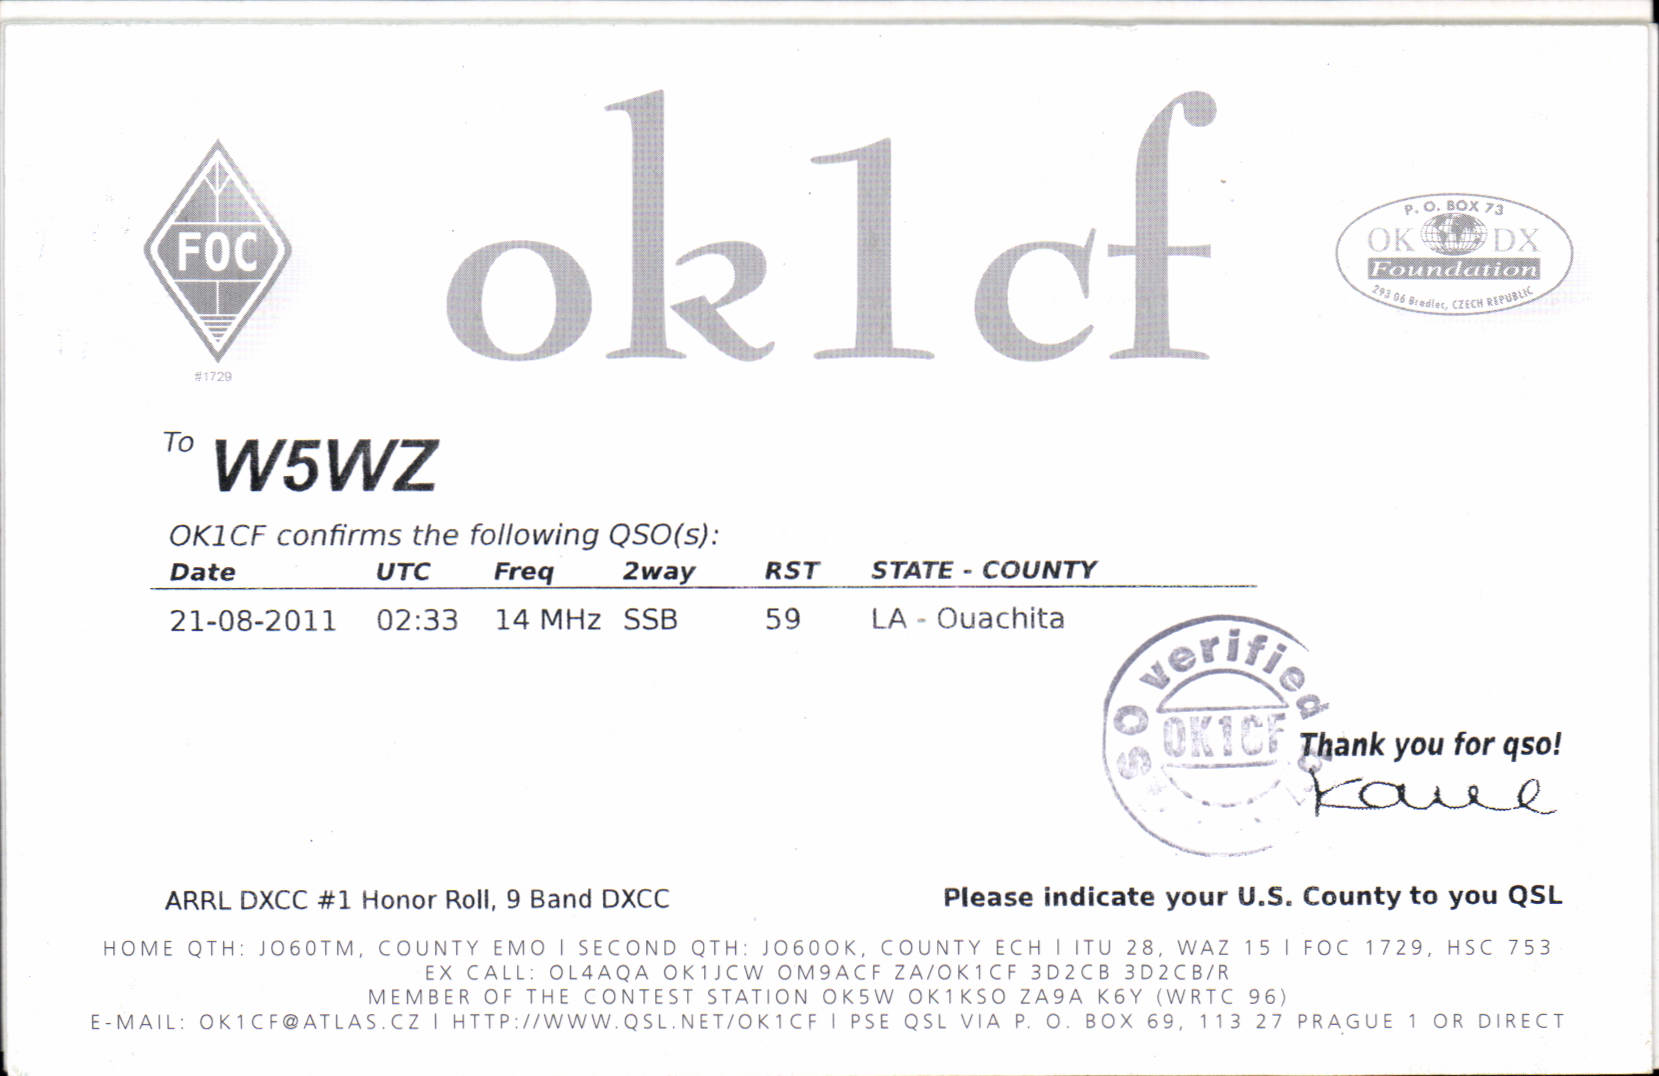 ok1cf
FOC
#1729
P. O. BOX 73
OK DX
Foundation
293 06 Bradlec, CZECH REPUBLIC
To W5WZ
OK1CF confirms the following QSO(s):
Date UTC Freq 2way RST STATE - COUNTY
21-08-2011 02:33 14 MHz SSB 59 LA - Ouachita
QSO verified
OK1CF
Thank you for qso!
ARRL DXCC #1 Honor Roll, 9 Band DXCC
Please indicate your U.S. County to you QSL
HOME QTH: JO60TM, COUNTY EMO | SECOND QTH: JO60OK, COUNTY ECH | ITU 28, WAZ 15 | FOC 1729, HSC 753
EX CALL: OL4AQA OK1JCW OM9ACF ZA/OK1CF 3D2CB 3D2CB/R
MEMBER OF THE CONTEST STATION OK5W OK1KSO ZA9A K6Y (WRTC 96)
E-MAIL: OK1CF@ATLAS.CZ | HTTP://WWW.QSL.NET/OK1CF | PSE QSL VIA P. O. BOX 69, 113 27 PRAGUE 1 OR DIRECT